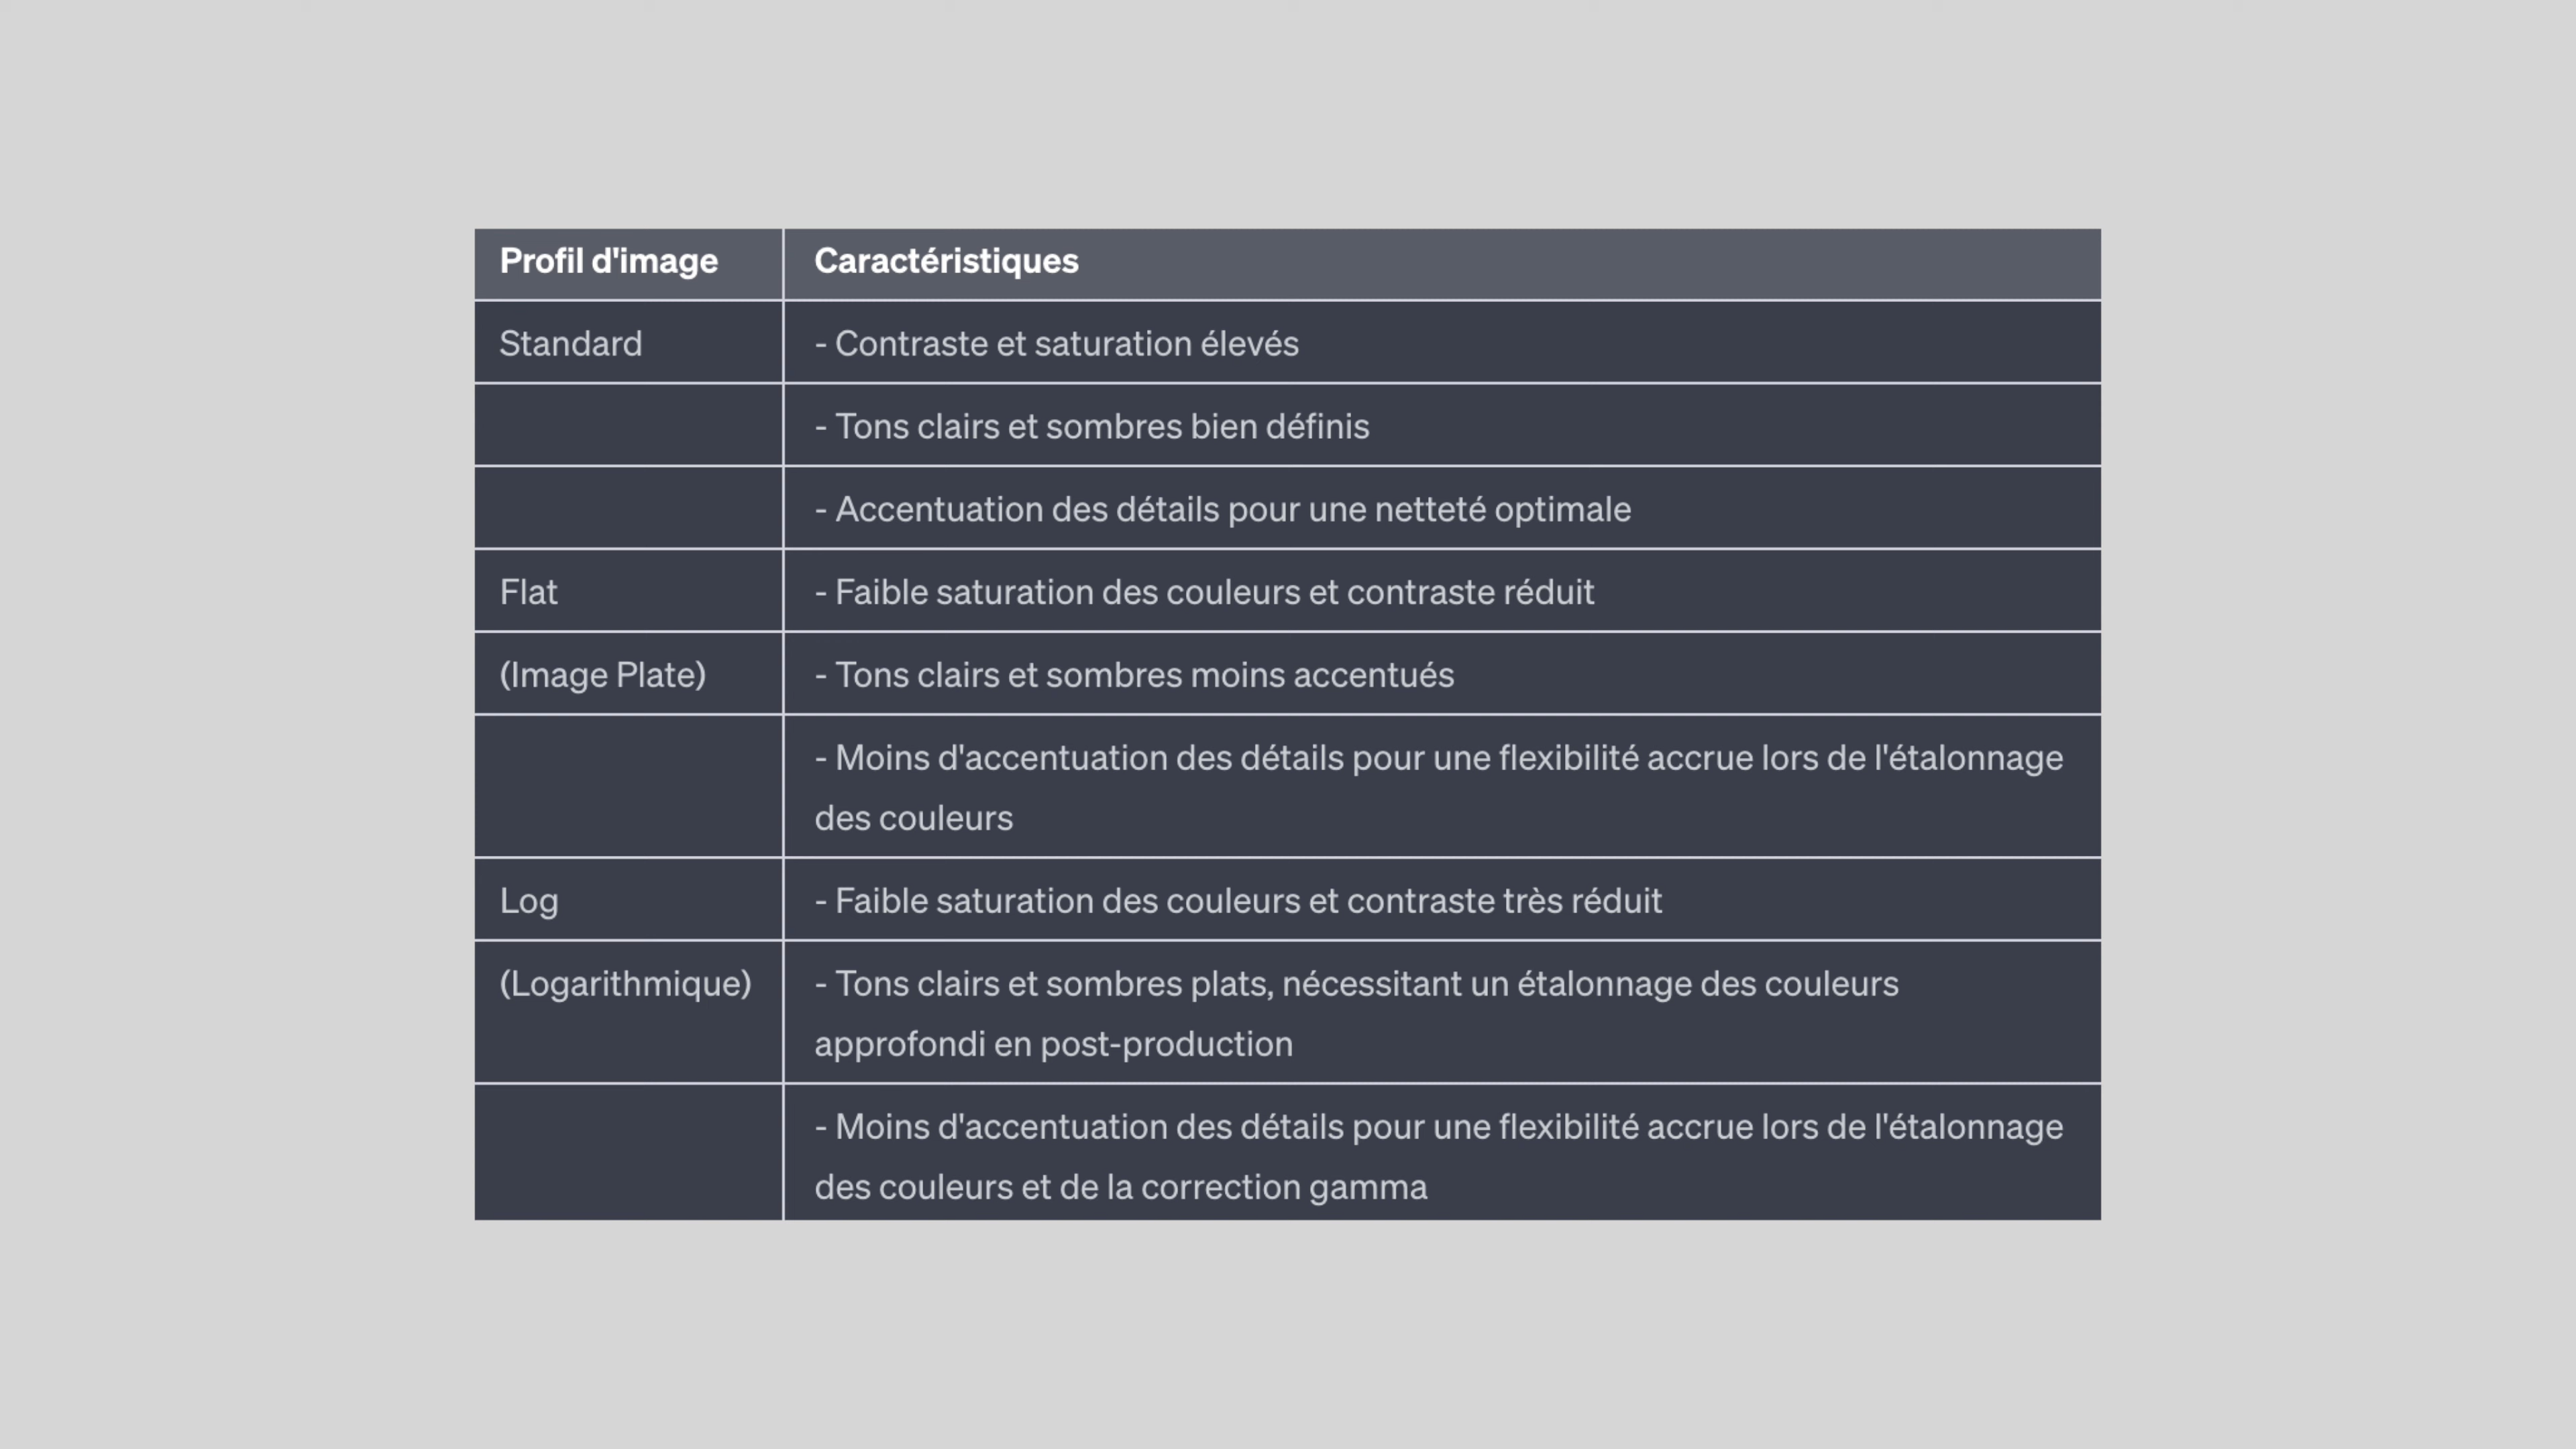 Profil d'image Caractéristiques
Standard - Contraste et saturation élevés
- Tons clairs et sombres bien définis
- Accentuation des détails pour une netteté optimale
Flat - Faible saturation des couleurs et contraste réduit
(Image Plate) - Tons clairs et sombres moins accentués
- Moins d'accentuation des détails pour une flexibilité accrue lors de l'étalonnage
des couleurs
Log - Faible saturation des couleurs et contraste très réduit
(Logarithmique) - Tons clairs et sombres plats, nécessitant un étalonnage des couleurs
approfondi en post-production
- Moins d'accentuation des détails pour une flexibilité accrue lors de l'étalonnage
des couleurs et de la correction gamma